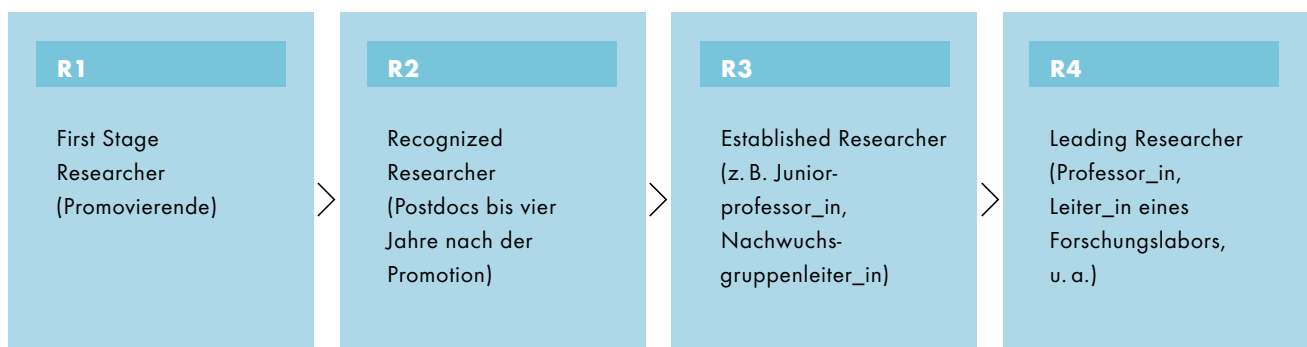 R1
First Stage
Researcher
(Promovierende)
R2
Recognized
Researcher
(Postdocs bis vier
Jahre nach der
Promotion)
R3
Established Researcher
(z. B. Junior-
professor_in,
Nachwuchs-
gruppenleiter_in)
R4
Leading Researcher
(Professor_in,
Leiter_in eines
Forschungslabors,
u. a.)